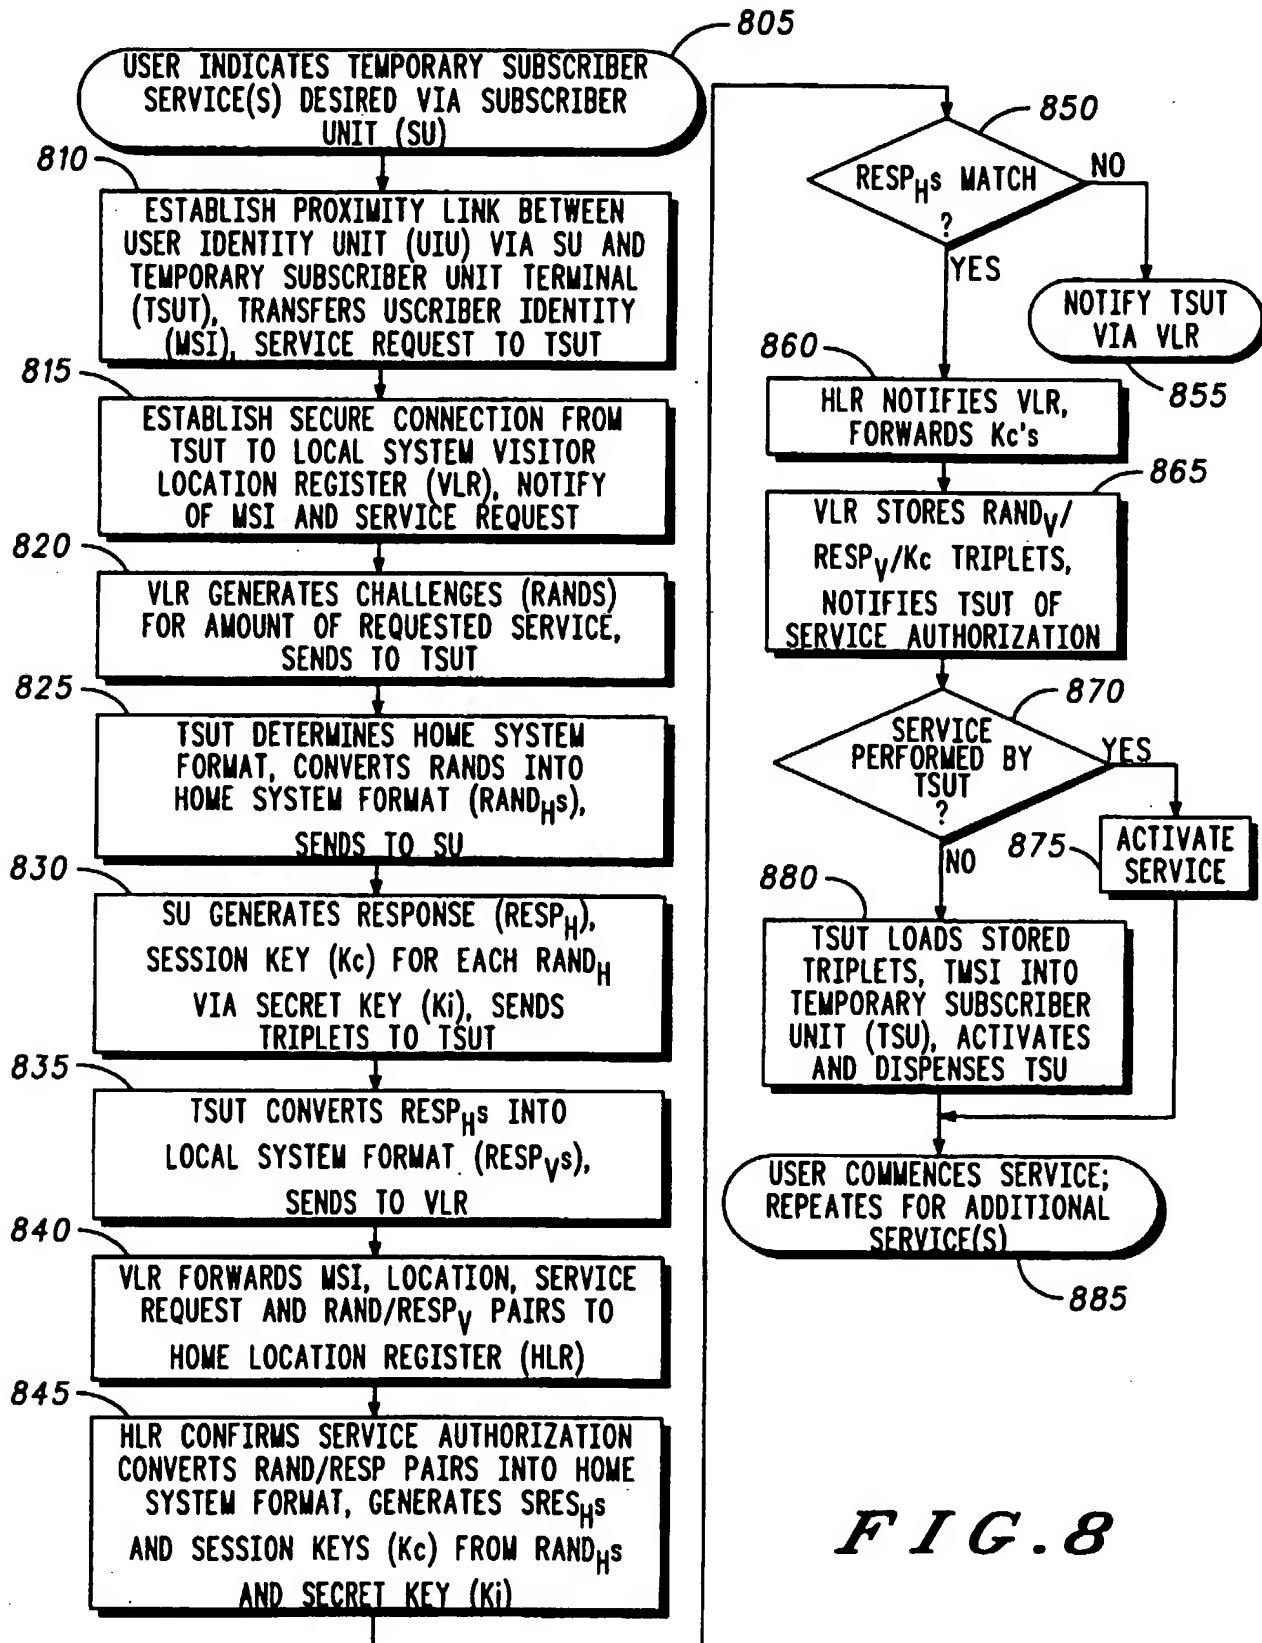 805
USER INDICATES TEMPORARY SUBSCRIBER
SERVICE(S) DESIRED VIA SUBSCRIBER
UNIT (SU)
810
ESTABLISH PROXIMITY LINK BETWEEN
USER IDENTITY UNIT (UIU) VIA SU AND
TEMPORARY SUBSCRIBER UNIT TERMINAL
(TSUT), TRANSFERS USCRIBER IDENTITY
(MSI), SERVICE REQUEST TO TSUT
815
ESTABLISH SECURE CONNECTION FROM
TSUT TO LOCAL SYSTEM VISITOR
LOCATION REGISTER (VLR), NOTIFY
OF MSI AND SERVICE REQUEST
820
VLR GENERATES CHALLENGES (RANDS)
FOR AMOUNT OF REQUESTED SERVICE,
SENDS TO TSUT
825
TSUT DETERMINES HOME SYSTEM
FORMAT, CONVERTS RANDS INTO
HOME SYSTEM FORMAT (RANDHS),
SENDS TO SU
830
SU GENERATES RESPONSE (RESPH),
SESSION KEY (Kc) FOR EACH RANDH
VIA SECRET KEY (Ki), SENDS
TRIPLETS TO TSUT
835
TSUT CONVERTS RESPHS INTO
LOCAL SYSTEM FORMAT (RESPVS),
SENDS TO VLR
840
VLR FORWARDS MSI, LOCATION, SERVICE
REQUEST AND RAND/RESPV PAIRS TO
HOME LOCATION REGISTER (HLR)
845
HLR CONFIRMS SERVICE AUTHORIZATION
CONVERTS RAND/RESP PAIRS INTO HOME
SYSTEM FORMAT, GENERATES SRESHS
AND SESSION KEYS (Kc) FROM RANDHS
AND SECRET KEY (Ki)
850
RESPHS MATCH
?
NO
YES
NOTIFY TSUT
VIA VLR
855
860
HLR NOTIFIES VLR,
FORWARDS Kc'S
865
VLR STORES RANDV/
RESPV/Kc TRIPLETS,
NOTIFIES TSUT OF
SERVICE AUTHORIZATION
870
SERVICE
PERFORMED BY
TSUT
?
YES
NO
875
ACTIVATE
SERVICE
880
TSUT LOADS STORED
TRIPLETS, TMSI INTO
TEMPORARY SUBSCRIBER
UNIT (TSU), ACTIVATES
AND DISPENSES TSU
USER COMMENCES SERVICE;
REPEATES FOR ADDITIONAL
SERVICE(S)
885
FIG.8